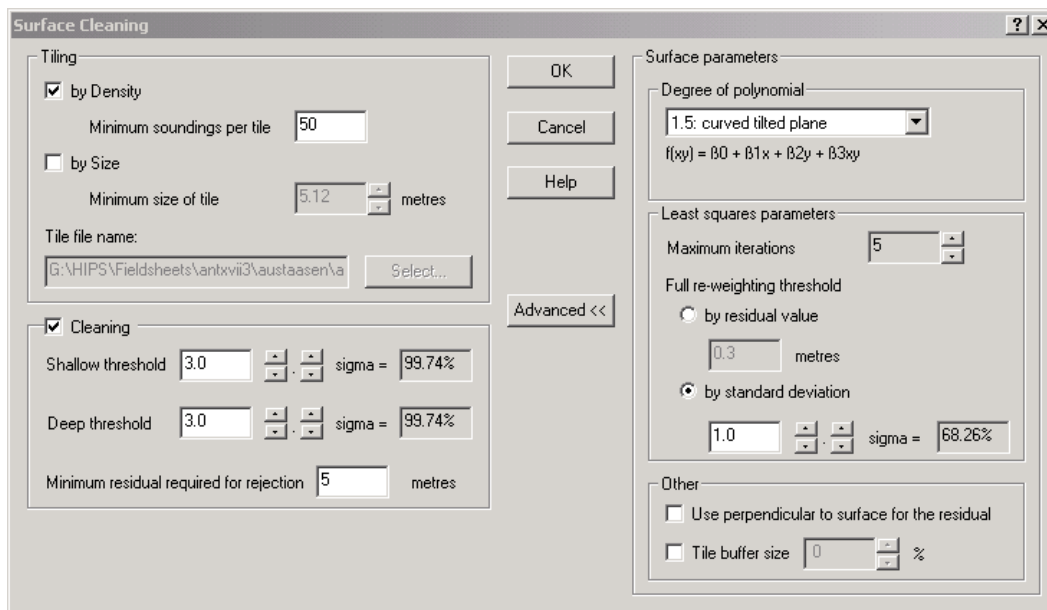 Surface Cleaning
Tiling
by Density
Minimum soundings per tile 50
by Size
Minimum size of tile 5.12 metres
Tile file name:
G:\HIPS\Fieldsheets\antxvii3\austaasen\a Select...
Cleaning
Shallow threshold 3.0 . sigma = 99.74%
Deep threshold 3.0 . sigma = 99.74%
Minimum residual required for rejection 5 metres
OK
Cancel
Help
Advanced <<
Surface parameters
Degree of polynomial
1.5: curved tilted plane
f(xy) = ß0 + ß1x + ß2y + ß3xy
Least squares parameters
Maximum iterations 5
Full re-weighting threshold
by residual value
0.3 metres
by standard deviation
1.0 . sigma = 68.26%
Other
Use perpendicular to surface for the residual
Tile buffer size 0 %